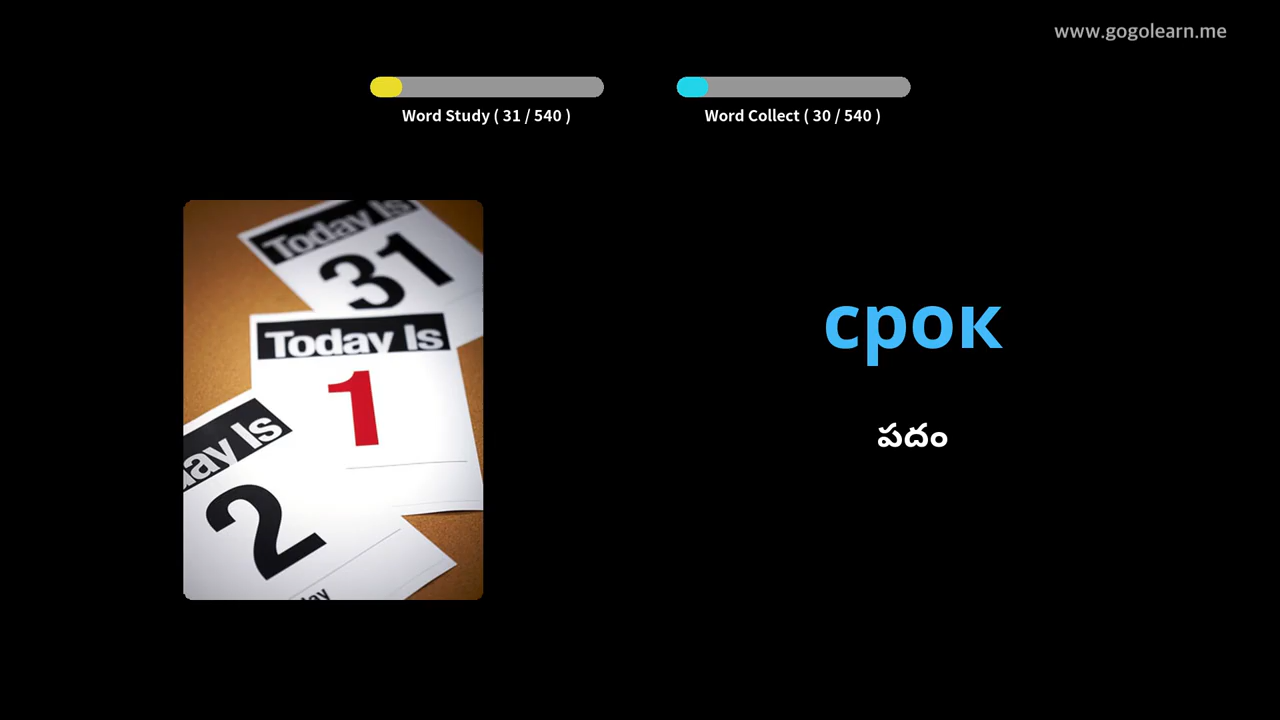 www.gogolearn.me
Word Study ( 31 / 540 )
Word Collect ( 30 / 540 )
Today Is
31
Today Is
1
ay Is
2
срок
పదం